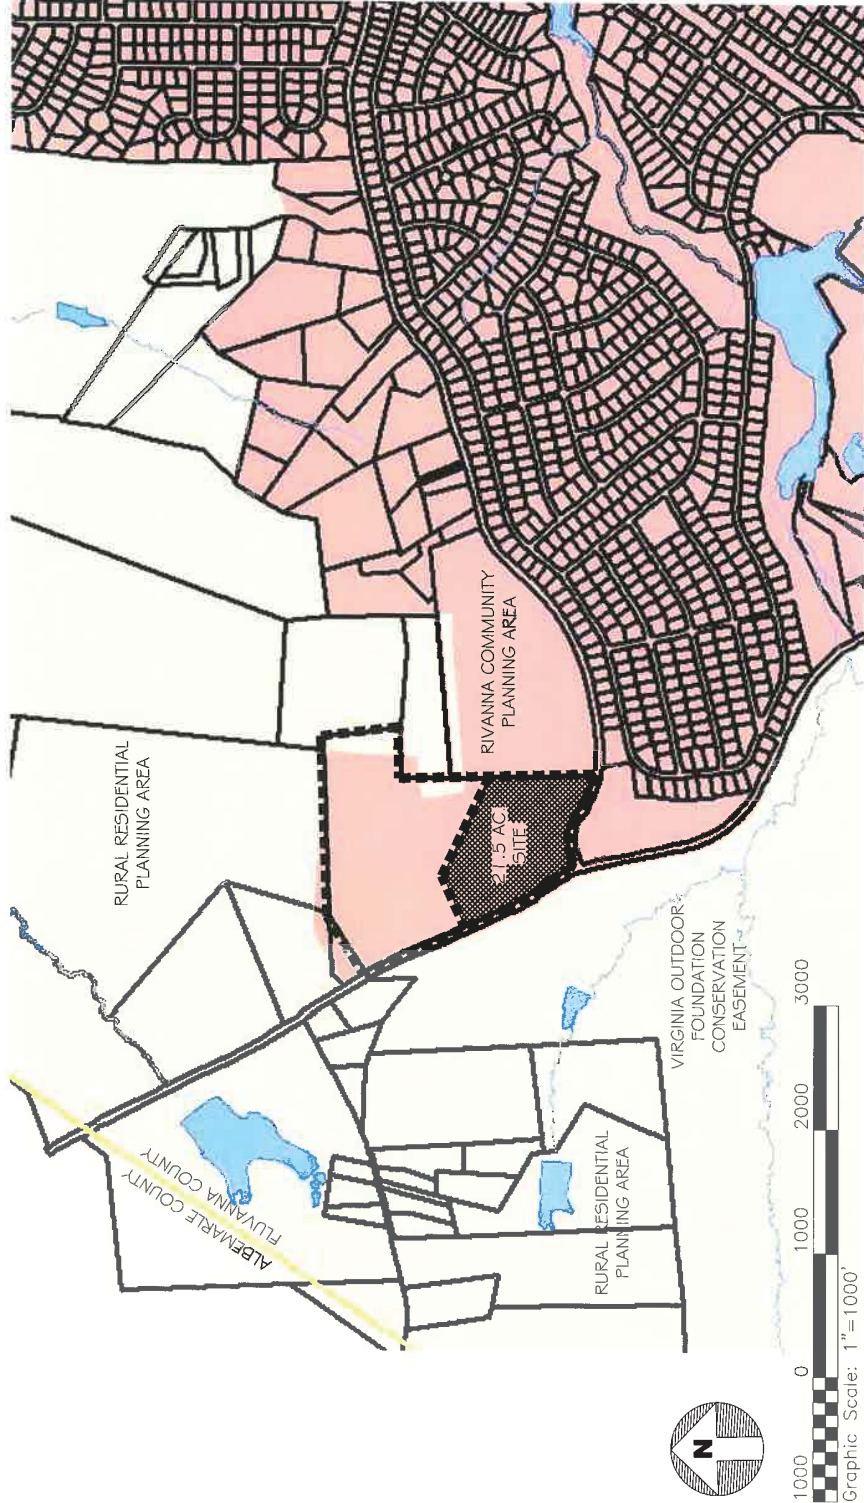 RURAL RESIDENTIAL
PLANNING AREA
RIVANNA COMMUNITY
PLANNING AREA
21.5 AC.
SITE
ALBEMARLE COUNTY
FLUVANNA COUNTY
VIRGINIA OUTDOOR
FOUNDATION
CONSERVATION
EASEMENT
RURAL RESIDENTIAL
PLANNING AREA
N
1000 0 1000 2000 3000
Graphic Scale: 1"=1000'